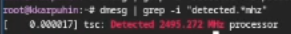 root@kkarpuhin:~# dmesg | grep -i "detected.*mhz"
[    0.000017] tsc: Detected 2495.272 MHz processor